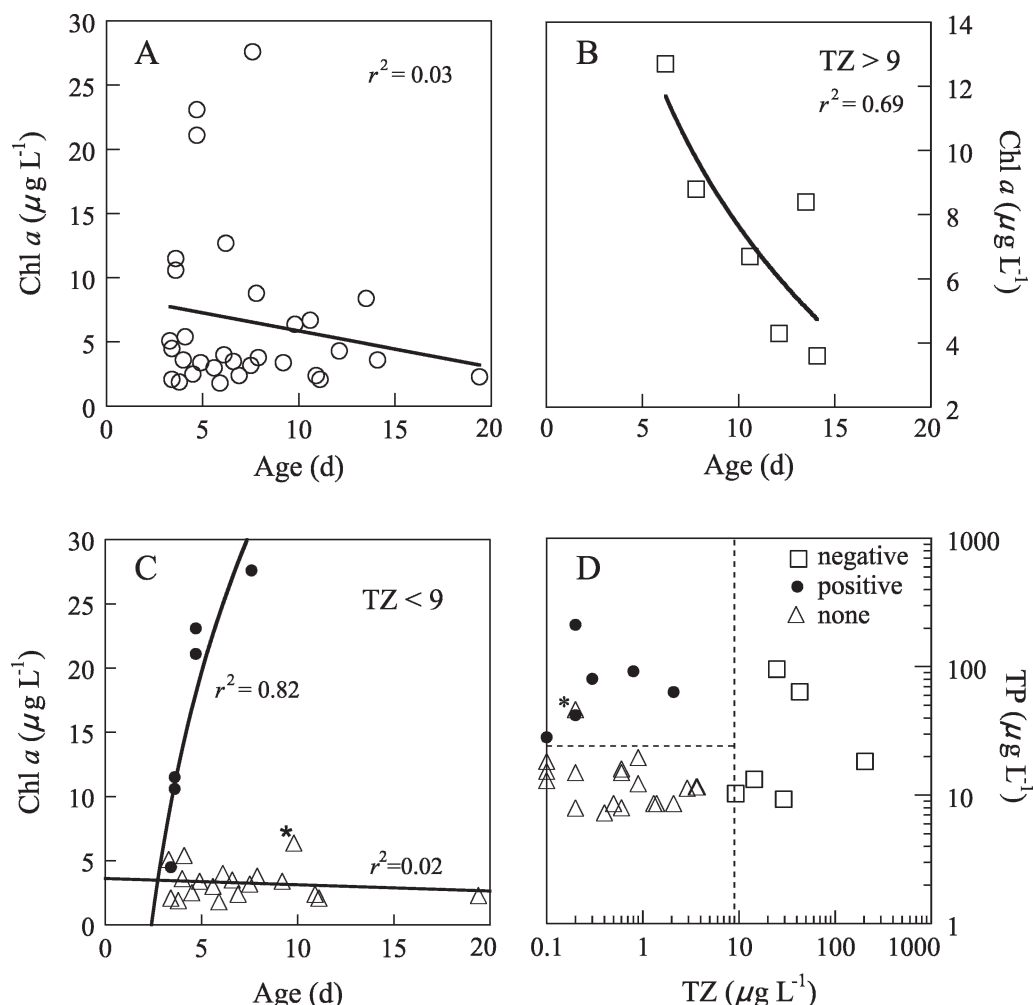 A
r² = 0.03
30
25
20
15
10
5
0
Chl a (µg L⁻¹)
0 5 10 15 20
Age (d)
B
TZ > 9
r² = 0.69
14
12
10
8
6
4
2
Chl a (µg L⁻¹)
0 5 10 15 20
Age (d)
C
TZ < 9
r² = 0.82
*
r²=0.02
30
25
20
15
10
5
0
Chl a (µg L⁻¹)
0 5 10 15 20
Age (d)
D
negative
positive
none
*
1000
100
10
1
TP (µg L⁻¹)
0.1 1 10 100 1000
TZ (µg L⁻¹)